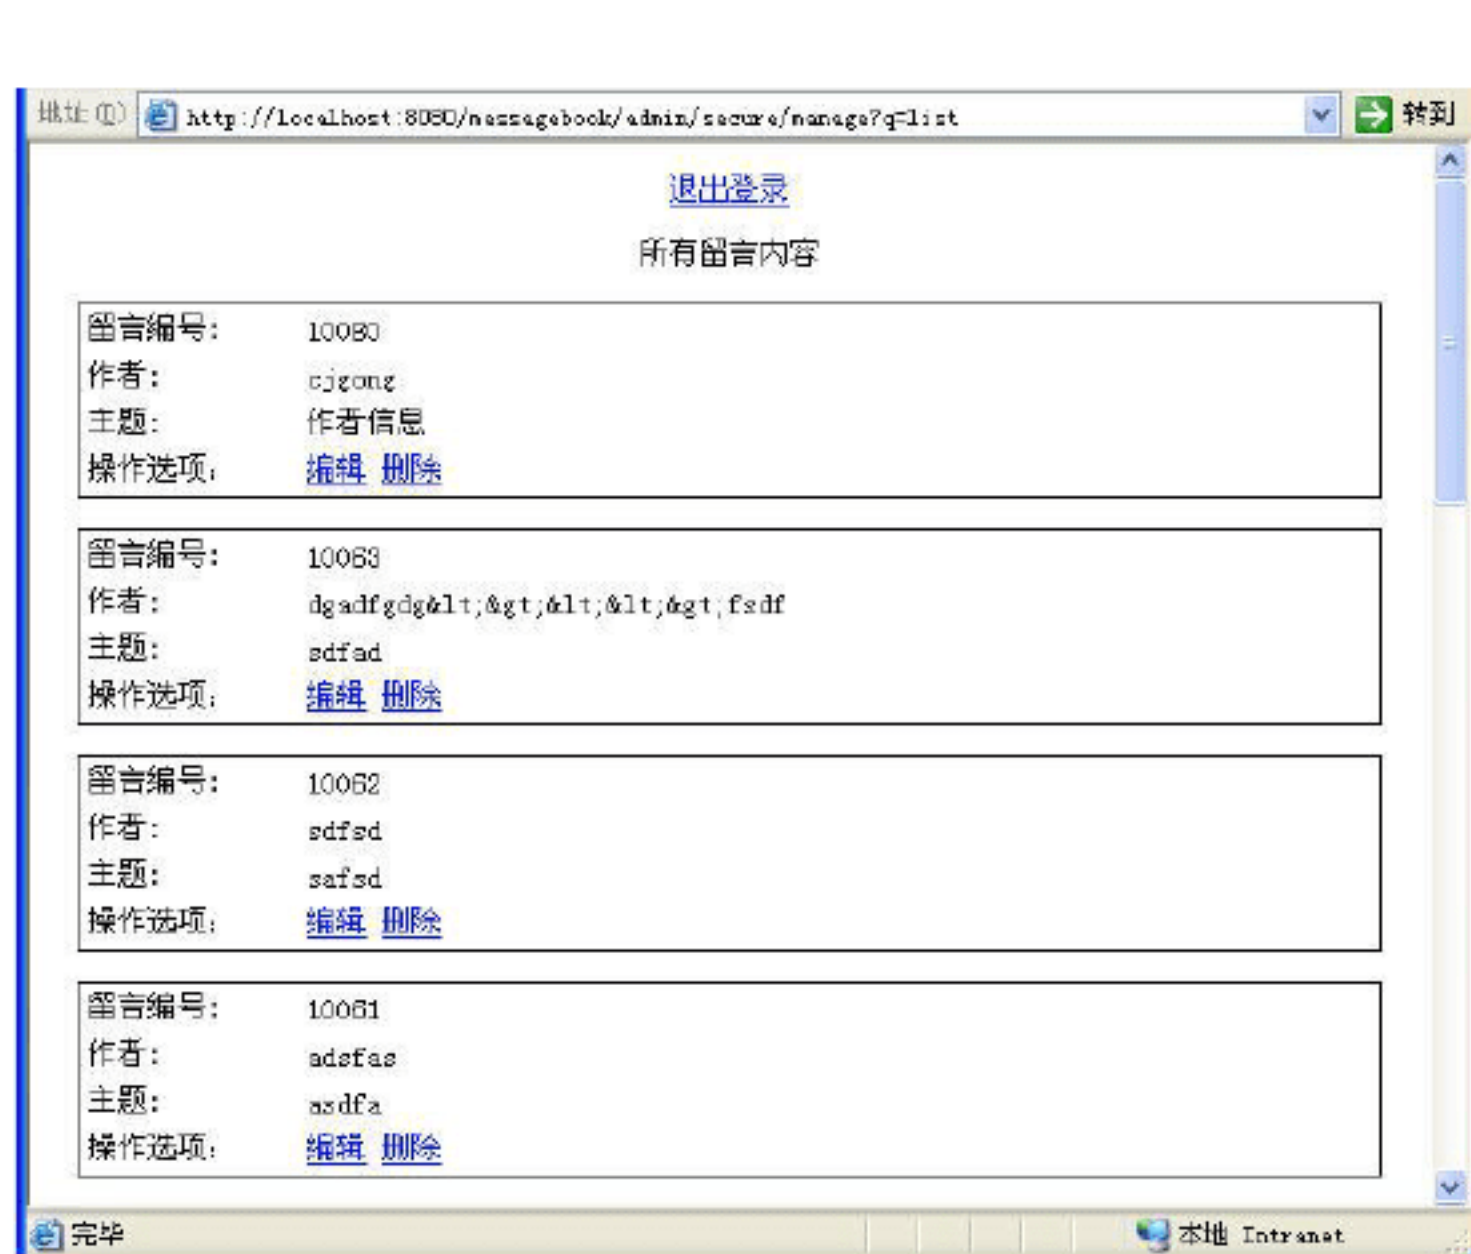 地址(D) http://localhost:8080/messagebook/admin/secure/manage?q=list 转到
退出登录
所有留言内容
留言编号: 10080
作者: cjgong
主题: 作者信息
操作选项: 编辑 删除
留言编号: 10063
作者: dgadfgdg&lt;&gt;&lt;&lt;&gt;fsdf
主题: sdfad
操作选项: 编辑 删除
留言编号: 10062
作者: sdfsd
主题: safsd
操作选项: 编辑 删除
留言编号: 10061
作者: adsfas
主题: asdfa
操作选项: 编辑 删除
完毕 本地 Intranet